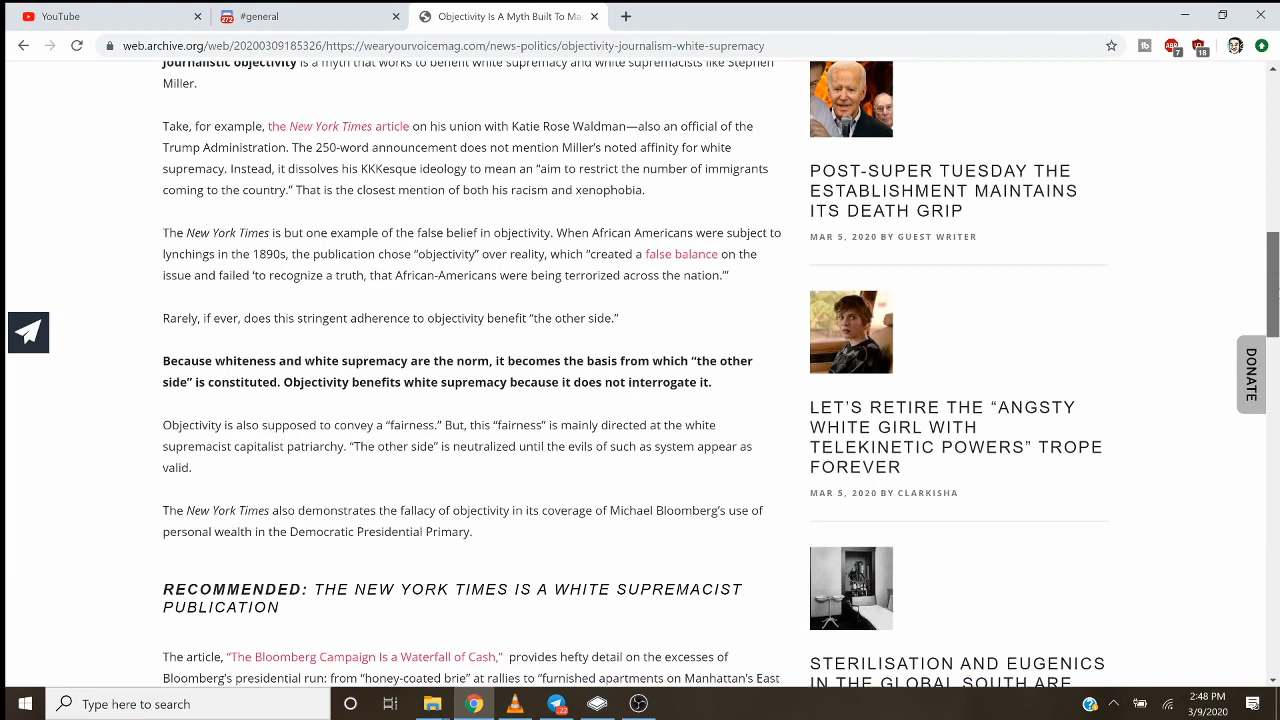 YouTube
#general
Objectivity Is A Myth Built To Ma
web.archive.org/web/20200309185326/https://wearyourvoicemag.com/news-politics/objectivity-journalism-white-supremacy
7
18
journalistic objectivity is a myth that works to benefit white supremacy and white supremacists like Stephen
Miller.
Take, for example, the New York Times article on his union with Katie Rose Waldman—also an official of the
Trump Administration. The 250-word announcement does not mention Miller’s noted affinity for white
supremacy. Instead, it dissolves his KKKesque ideology to mean an “aim to restrict the number of immigrants
coming to the country.” That is the closest mention of both his racism and xenophobia.
The New York Times is but one example of the false belief in objectivity. When African Americans were subject to
lynchings in the 1890s, the publication chose “objectivity” over reality, which “created a false balance on the
issue and failed ‘to recognize a truth, that African-Americans were being terrorized across the nation.’”
Rarely, if ever, does this stringent adherence to objectivity benefit “the other side.”
Because whiteness and white supremacy are the norm, it becomes the basis from which “the other
side” is constituted. Objectivity benefits white supremacy because it does not interrogate it.
Objectivity is also supposed to convey a “fairness.” But, this “fairness” is mainly directed at the white
supremacist capitalist patriarchy. “The other side” is neutralized until the evils of such as system appear as
valid.
The New York Times also demonstrates the fallacy of objectivity in its coverage of Michael Bloomberg’s use of
personal wealth in the Democratic Presidential Primary.
RECOMMENDED: THE NEW YORK TIMES IS A WHITE SUPREMACIST
PUBLICATION
The article, “The Bloomberg Campaign Is a Waterfall of Cash,” provides hefty detail on the excesses of
Bloomberg’s presidential run: from “honey-coated brie” at rallies to “furnished apartments on Manhattan’s East
POST-SUPER TUESDAY THE
ESTABLISHMENT MAINTAINS
ITS DEATH GRIP
MAR 5, 2020 BY GUEST WRITER
LET’S RETIRE THE “ANGSTY
WHITE GIRL WITH
TELEKINETIC POWERS” TROPE
FOREVER
MAR 5, 2020 BY CLARKISHA
STERILISATION AND EUGENICS
IN THE GLOBAL SOUTH ARE
DONATE
Type here to search
2:48 PM
3/9/2020